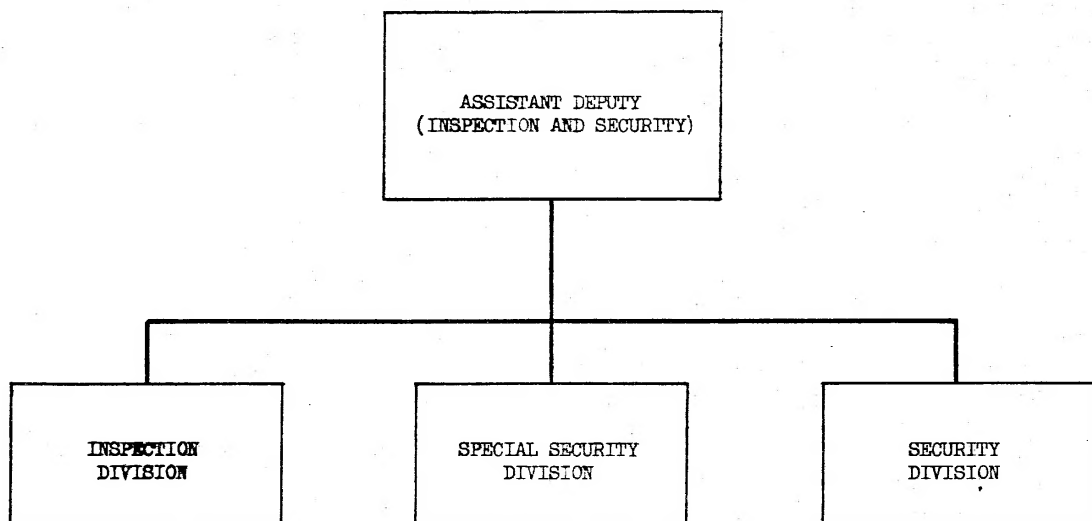 ASSISTANT DEPUTY
(INSPECTION AND SECURITY)
INSPECTION
DIVISION
SPECIAL SECURITY
DIVISION
SECURITY
DIVISION